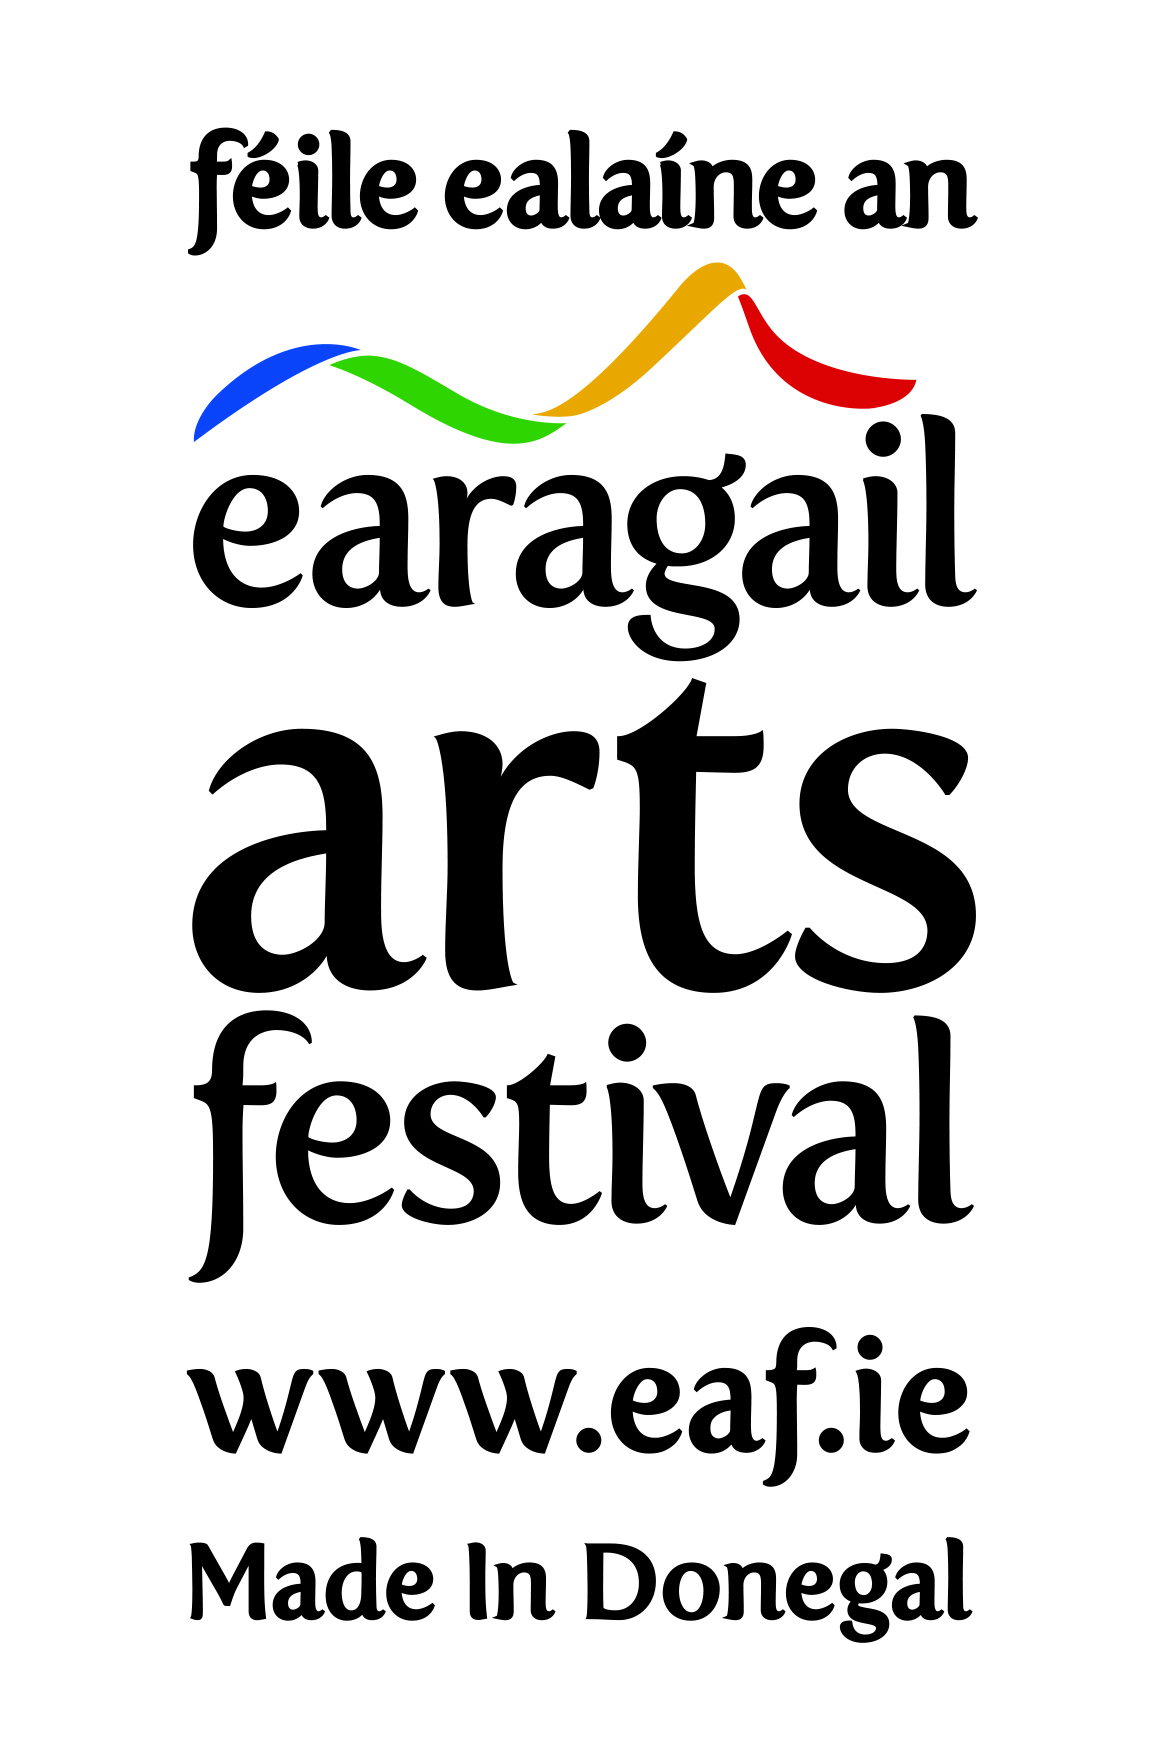 féile ealaíne an
earagail
arts
festival
www.eaf.ie
Made In Donegal